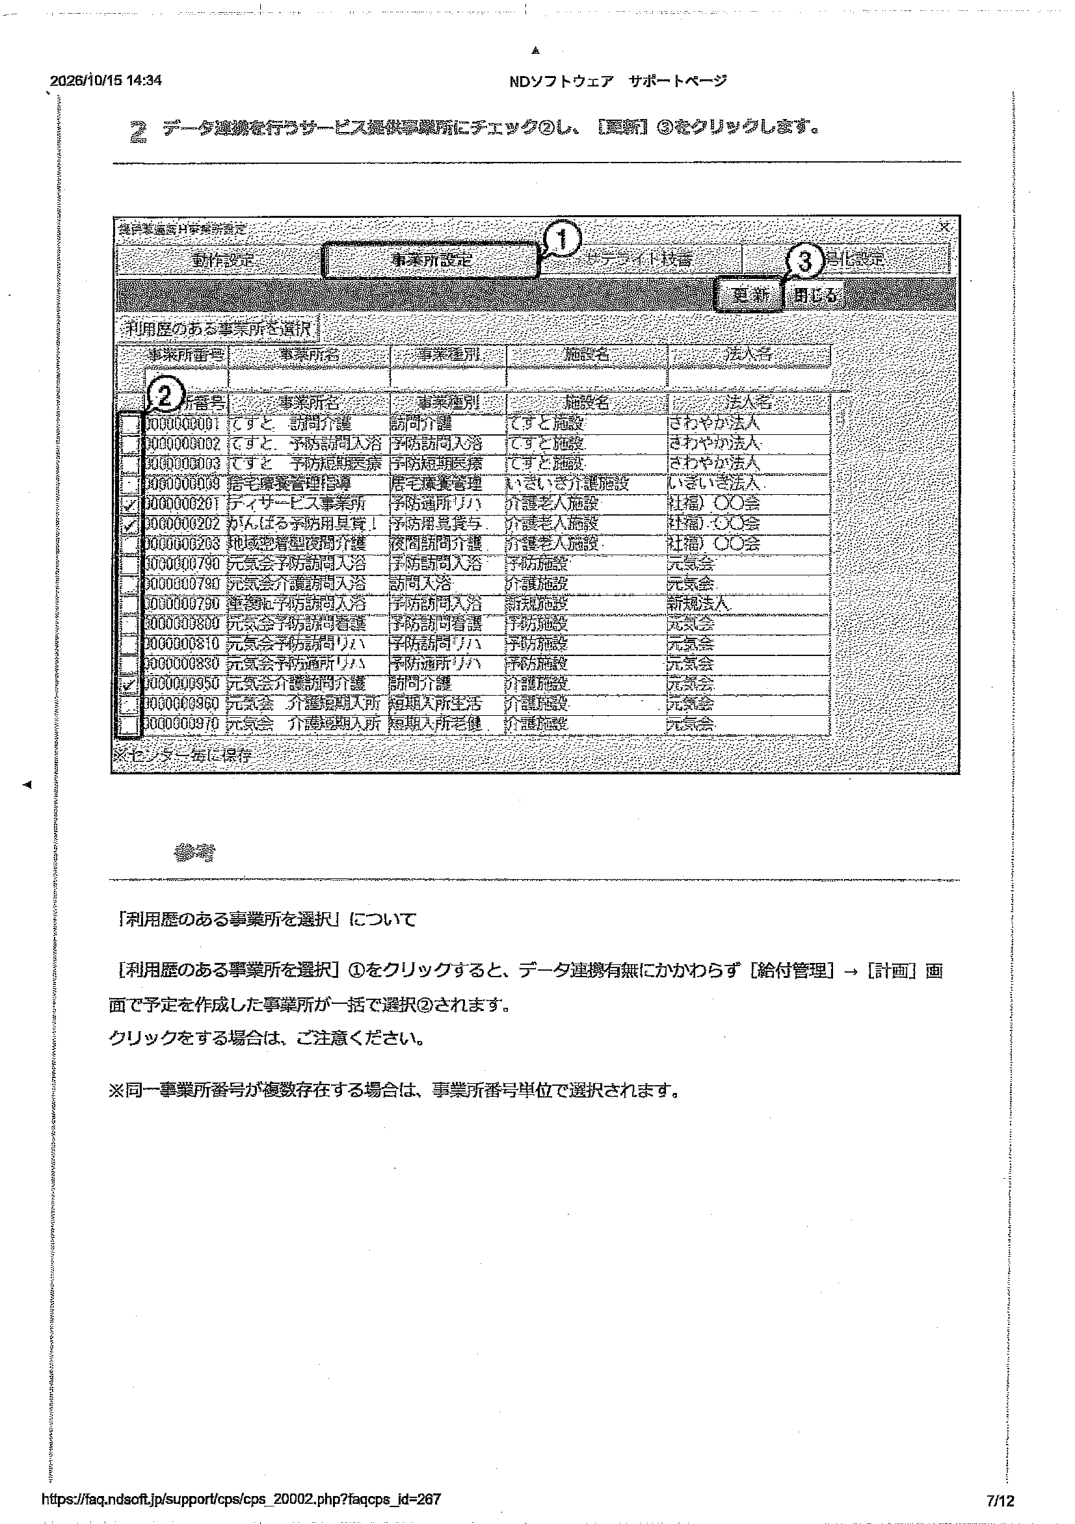 2026/10/15 14:34
NDソフトウェア サポートページ
2 データ連携を行うサービス提供事業所にチェック②し、［更新］③をクリックします。
動作設定 事業所設定 ① サテライト枝番 号化設定
③
更新 閉じる
利用歴のある事業所を選択
事業所番号 事業所名 事業種別 施設名 法人名
② 所番号 事業所名 事業種別 施設名 法人名
0000000001 てすと 訪問介護 訪問介護 てすと施設 さわやか法人
0000000002 てすと 予防訪問入浴 予防訪問入浴 てすと施設 さわやか法人
0000000003 てすと 予防短期医療 予防短期医療 てすと施設 さわやか法人
0000000009 居宅療養管理指導 居宅療養管理 いきいき介護施設 いきいき法人
0000000201 ディサービス事業所 予防通所リハ 介護老人施設 社福）〇〇会
0000000202 がんばる予防用具貸！ 予防用具貸与 介護老人施設 社福）〇〇会
0000000203 地域密着型夜間介護 夜間訪問介護 介護老人施設 社福）〇〇会
0000000790 元気会予防訪問入浴 予防訪問入浴 予防施設 元気会
0000000790 元気会介護訪問入浴 訪問入浴 介護施設 元気会
0000000790 重複転予防訪問入浴 予防訪問入浴 新規施設 新規法人
0000000800 元気会予防訪問看護 予防訪問看護 予防施設 元気会
0000000810 元気会予防訪問リハ 予防訪問リハ 予防施設 元気会
0000000830 元気会予防通所リハ 予防通所リハ 予防施設 元気会
0000000950 元気会介護訪問介護 訪問介護 介護施設 元気会
0000000960 元気会 介護短期入所 短期入所生活 介護施設 元気会
0000000970 元気会 介護短期入所 短期入所老健 介護施設 元気会
※センター毎に保存
参考
「利用歴のある事業所を選択」について
［利用歴のある事業所を選択］①をクリックすると、データ連携有無にかかわらず［給付管理］→［計画］画
面で予定を作成した事業所が一括で選択②されます。
クリックをする場合は、ご注意ください。
※同一事業所番号が複数存在する場合は、事業所番号単位で選択されます。
https://faq.ndsoft.jp/support/cps/cps_20002.php?faqcps_id=267
7/12